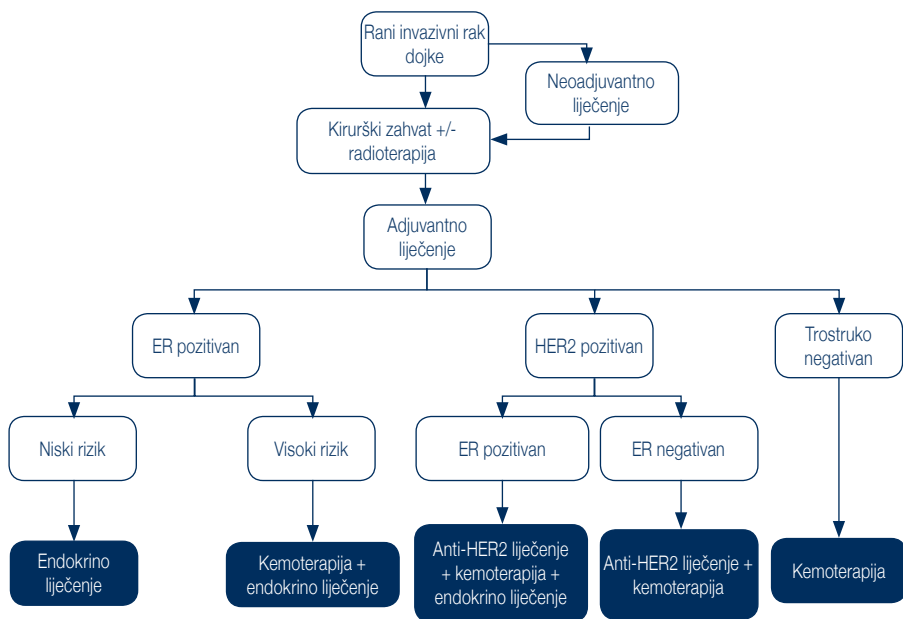 Rani invazivni rak
dojke
Neoadjuvantno
liječenje
Kirurški zahvat +/-
radioterapija
Adjuvantno
liječenje
ER pozitivan
HER2 pozitivan
Trostruko
negativan
Niski rizik
Visoki rizik
ER pozitivan
ER negativan
Endokrino
liječenje
Kemoterapija +
endokrino liječenje
Anti-HER2 liječenje
+ kemoterapija +
endokrino liječenje
Anti-HER2 liječenje +
kemoterapija
Kemoterapija